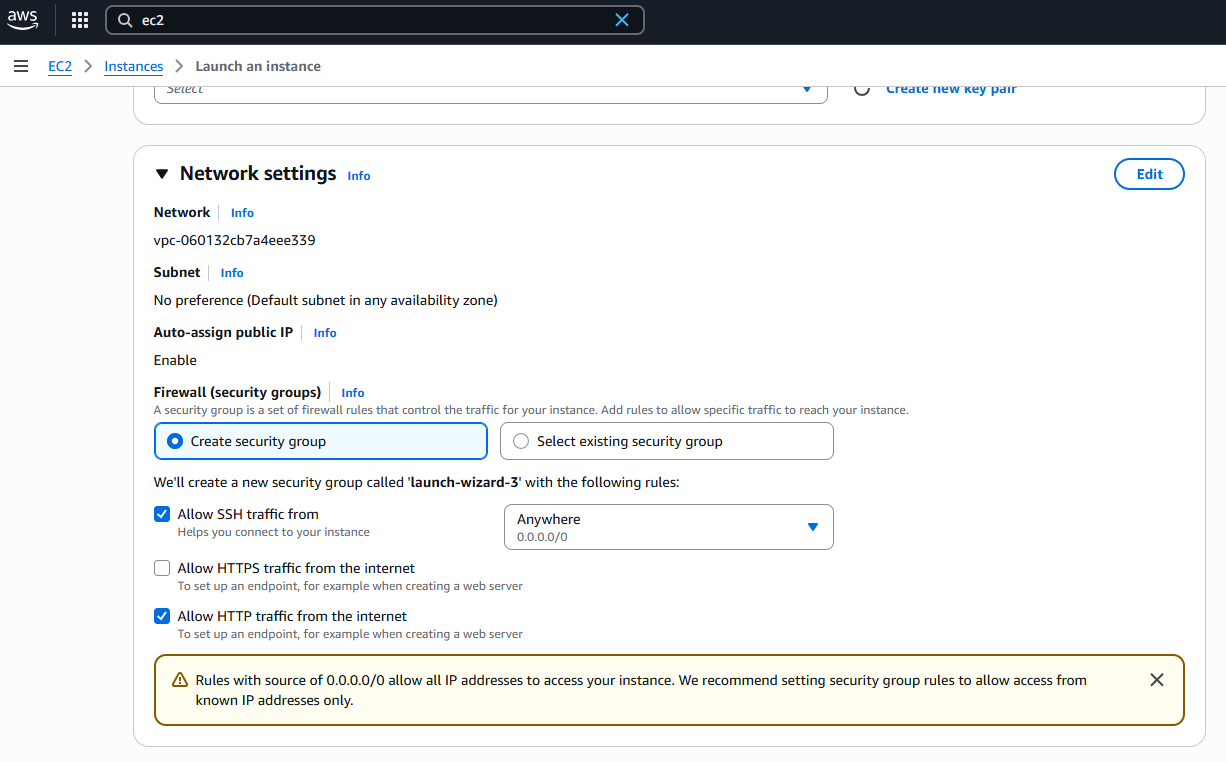 aws
ec2
EC2 Instances Launch an instance
Select Create new key pair
Network settings Info Edit
Network Info
vpc-060132cb7a4eee339
Subnet Info
No preference (Default subnet in any availability zone)
Auto-assign public IP Info
Enable
Firewall (security groups) Info
A security group is a set of firewall rules that control the traffic for your instance. Add rules to allow specific traffic to reach your instance.
Create security group Select existing security group
We'll create a new security group called 'launch-wizard-3' with the following rules:
Allow SSH traffic from
Helps you connect to your instance
Anywhere
0.0.0.0/0
Allow HTTPS traffic from the internet
To set up an endpoint, for example when creating a web server
Allow HTTP traffic from the internet
To set up an endpoint, for example when creating a web server
Rules with source of 0.0.0.0/0 allow all IP addresses to access your instance. We recommend setting security group rules to allow access from
known IP addresses only.